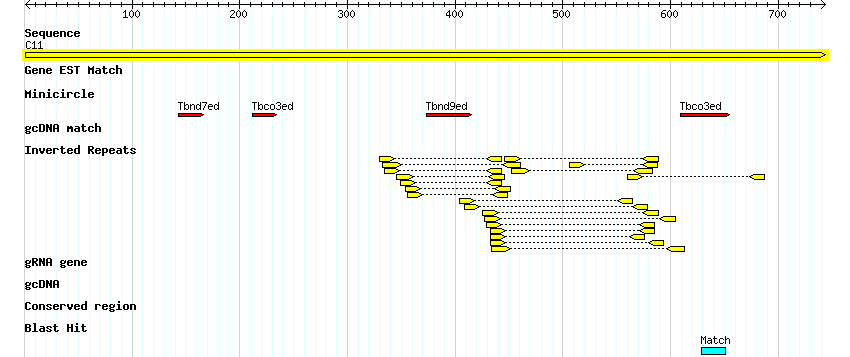 100 200 300 400 500 600 700
Sequence
C11
Gene EST Match
Minicircle
Tbnd7ed Tbco3ed Tbnd9ed Tbco3ed
gcDNA match
Inverted Repeats
gRNA gene
gcDNA
Conserved region
Blast Hit
Match